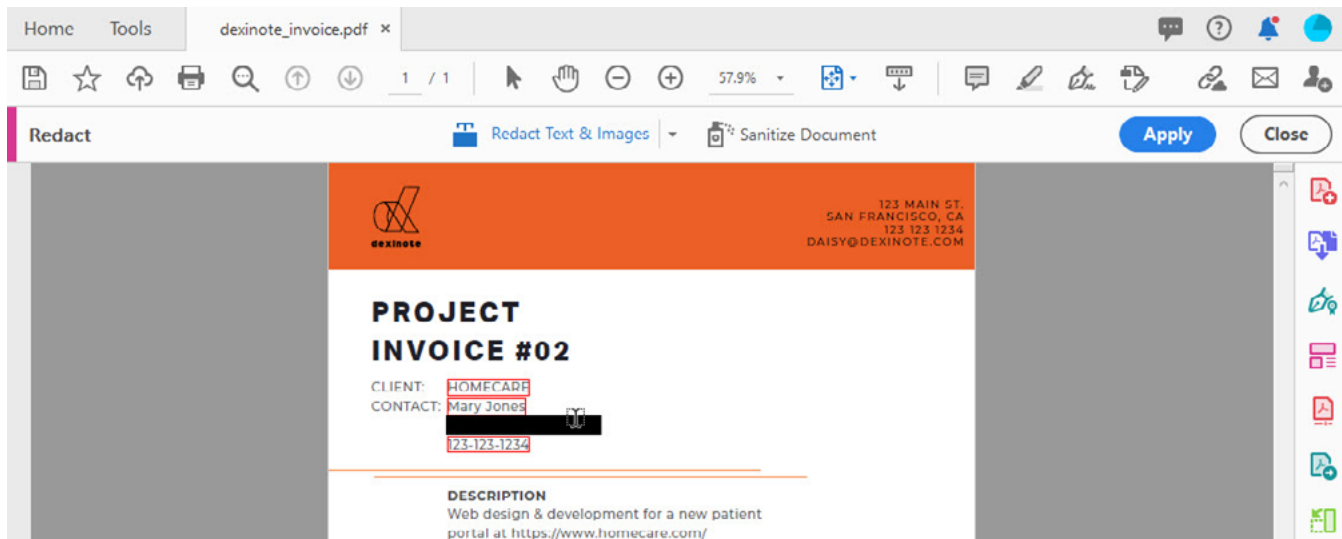 Home Tools dexinote_invoice.pdf ×
1 / 1 57.9%
Redact Redact Text & Images Sanitize Document Apply Close
dexinote
123 MAIN ST.
SAN FRANCISCO, CA
123 123 1234
DAISY@DEXINOTE.COM
PROJECT
INVOICE #02
CLIENT: HOMECARE
CONTACT: Mary Jones
123-123-1234
DESCRIPTION
Web design & development for a new patient
portal at https://www.homecare.com/